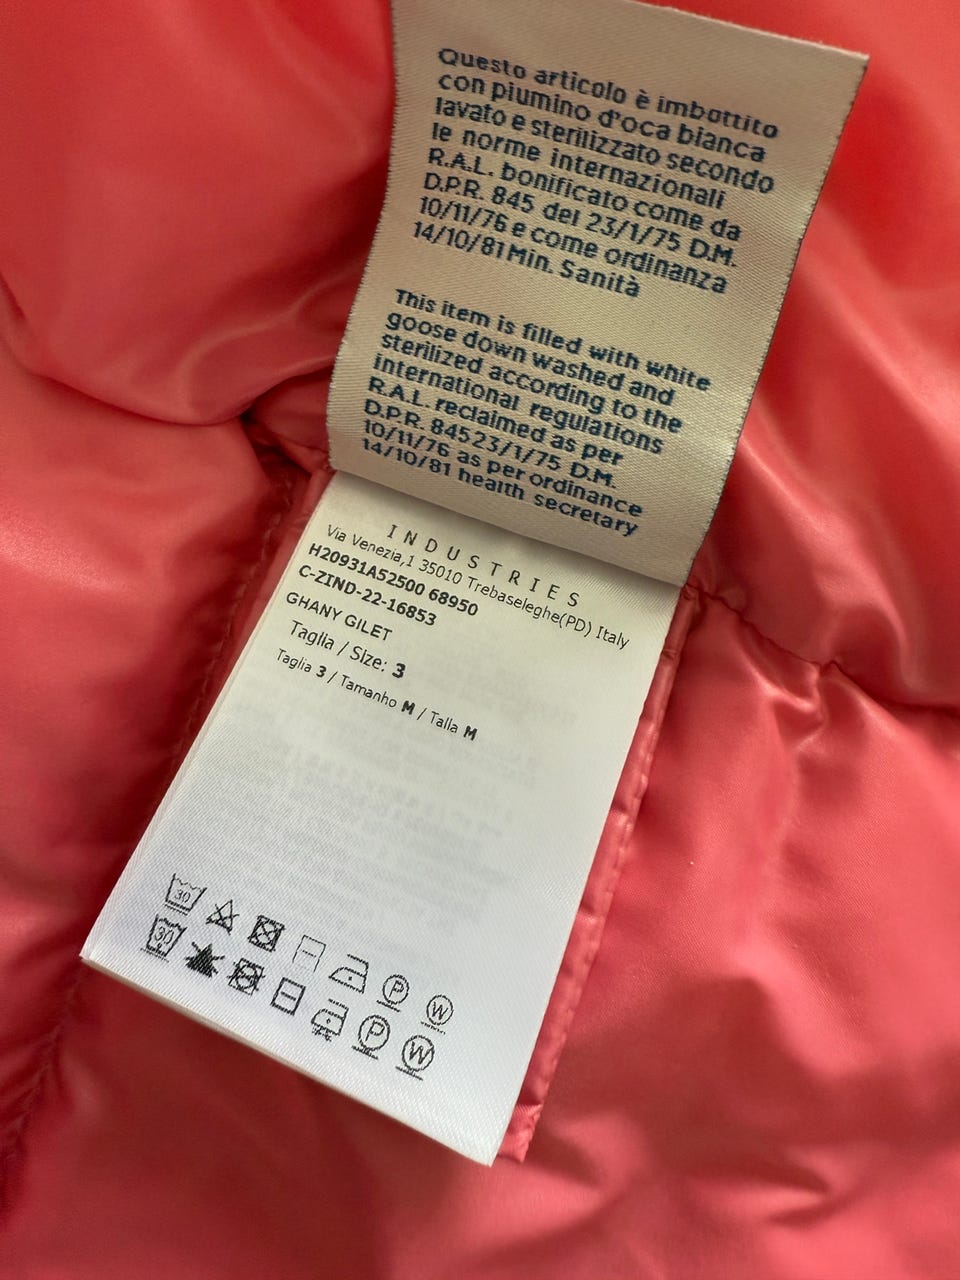 Questo articolo è imbottito
con piumino d'oca bianca
lavato e sterilizzato secondo
le norme internazionali
R.A.L. bonificato come da
D.P.R. 845 del 23/1/75 D.M.
10/11/76 e come ordinanza
14/10/81 Min. Sanità
This item is filled with white
goose down washed and
sterilized according to the
international regulations
R.A.L. reclaimed as per
D.P.R. 84523/1/75 D.M.
10/11/76 as per ordinance
14/10/81 health secretary
INDUSTRIES
Via Venezia,1 35010 Trebaseleghe(PD) Italy
H20931A52500 68950
C-ZIND-22-16853
GHANY GILET
Taglia / Size: 3
Taglia 3 / Tamanho M / Talla M
30 P W
30 P W